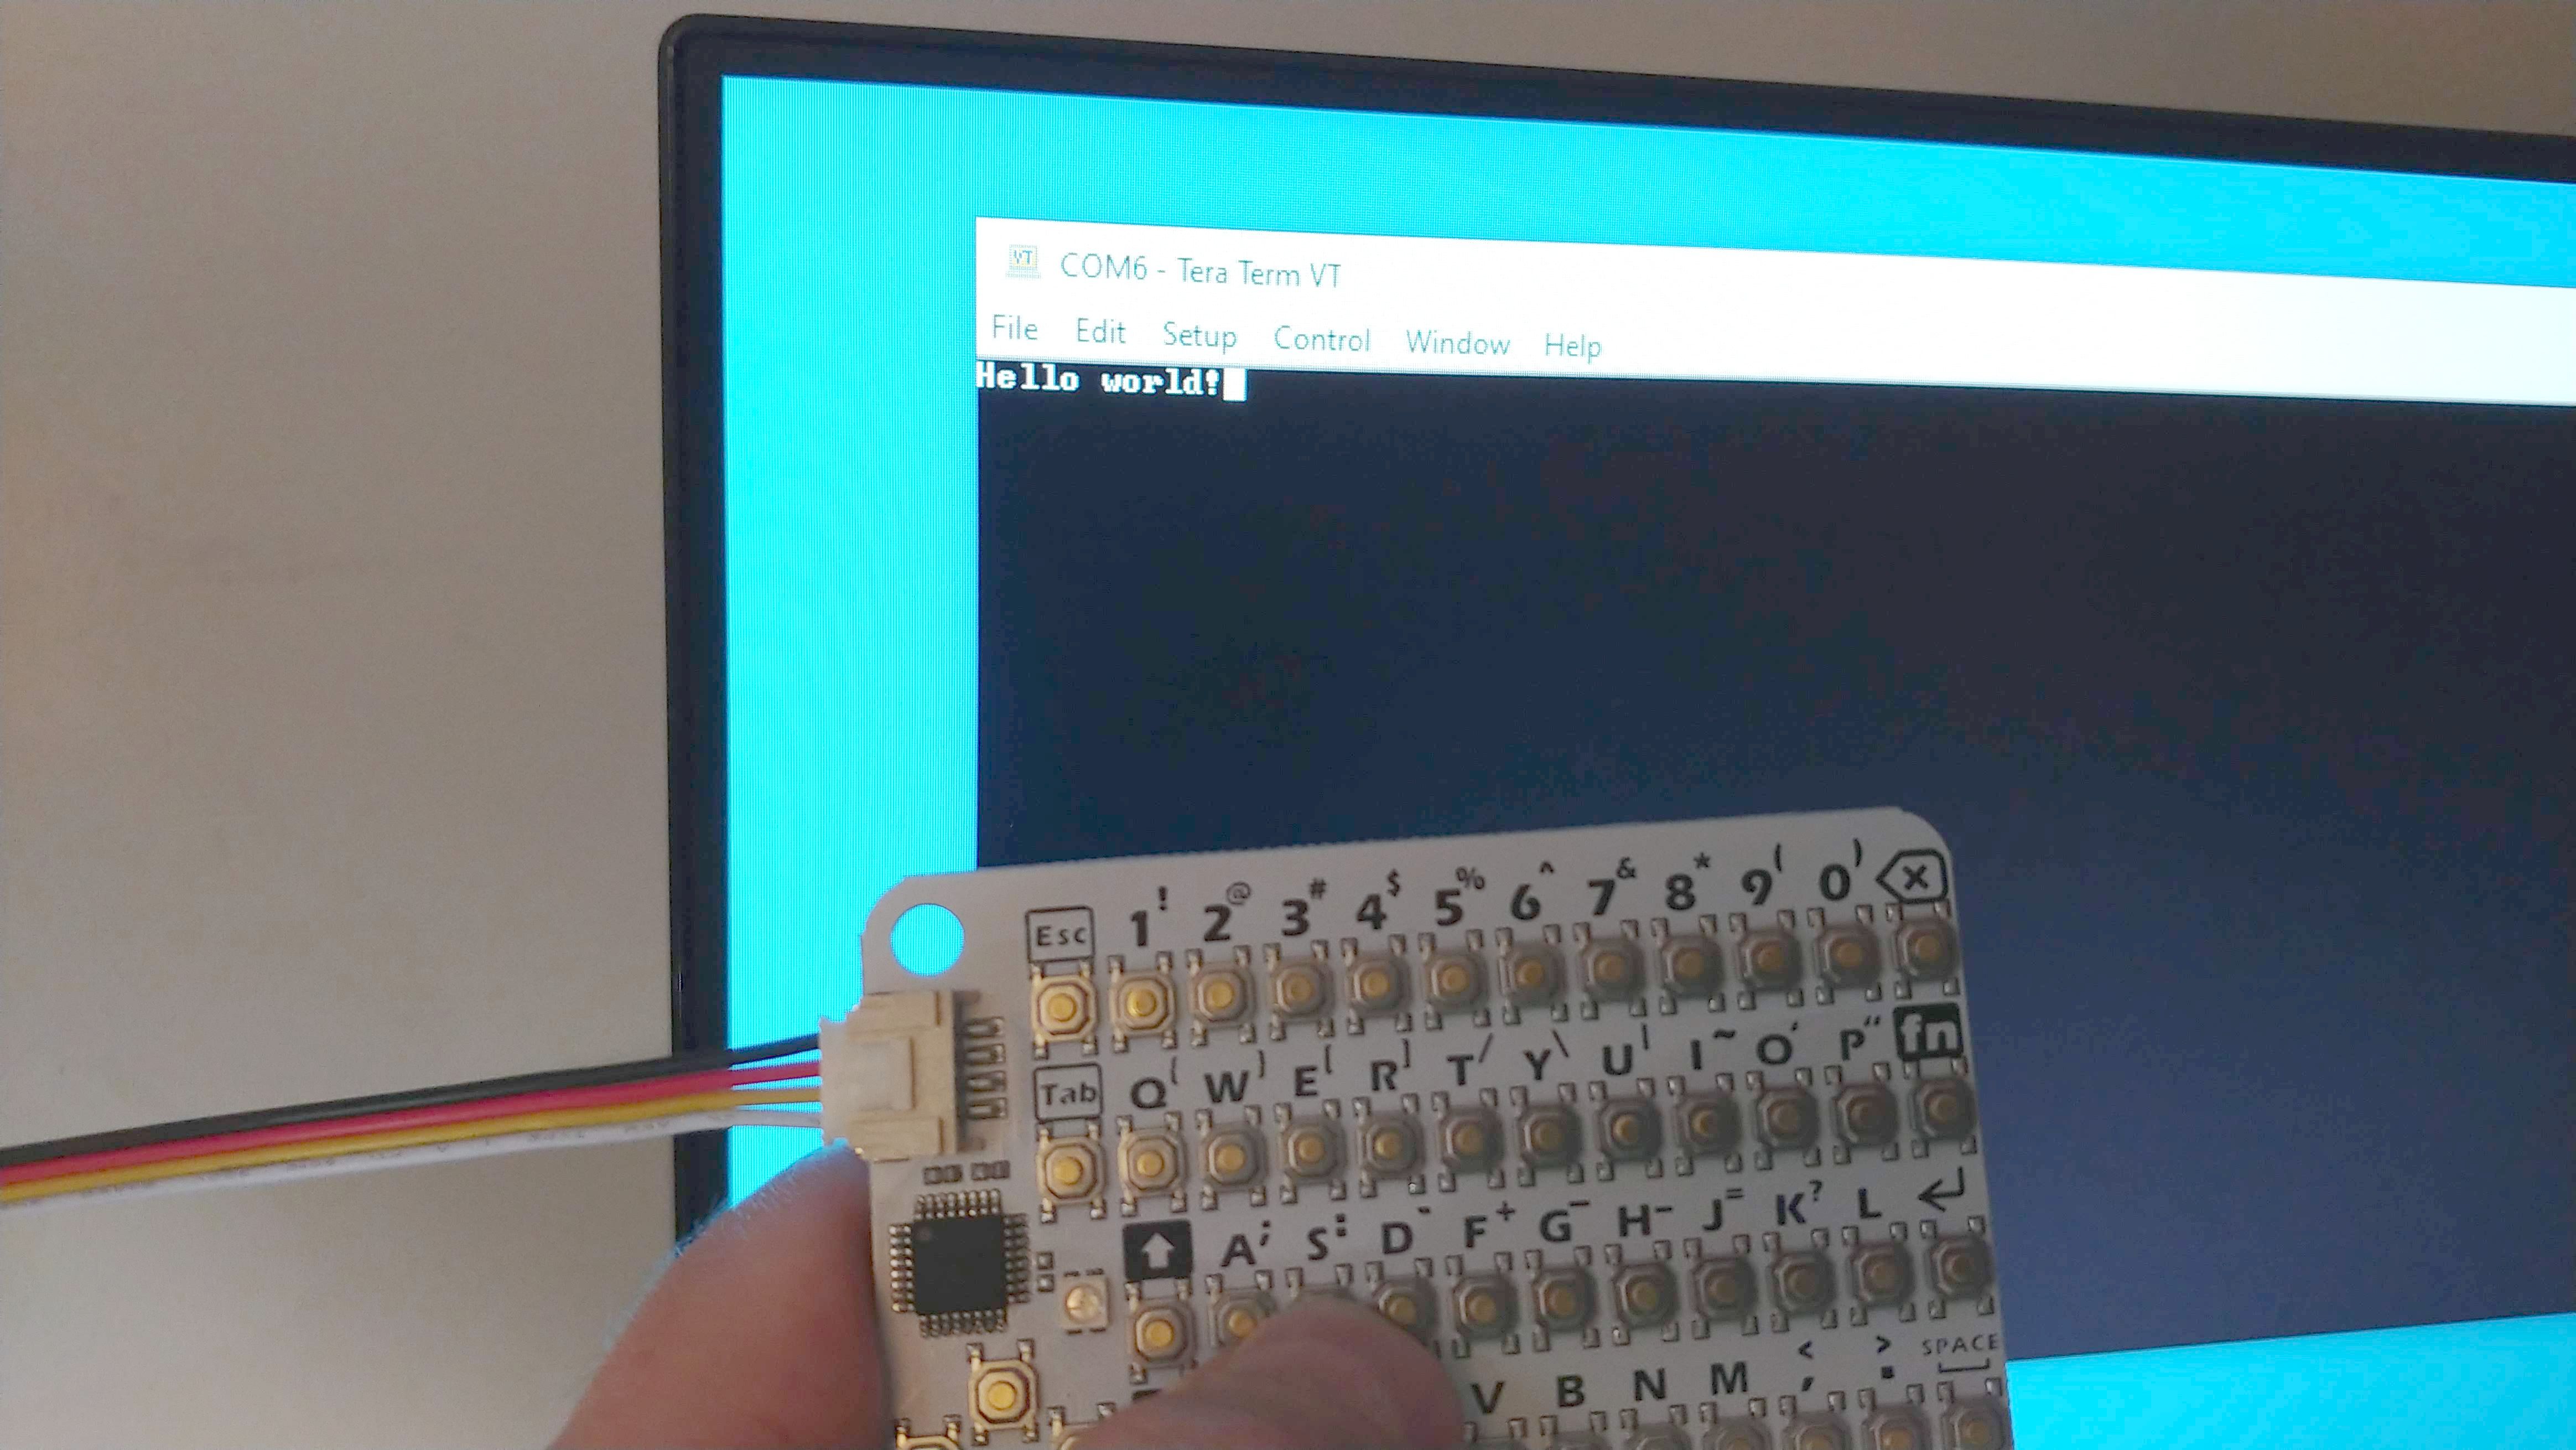 COM6 - Tera Term VT
File Edit Setup Control Window Help
Hello world!
Esc 1! 2@ 3# 4$ 5% 6^ 7& 8* 9( 0)
Tab Q{ W} E[ R] T/ Y\ U| I~ O' P" fn
A; S: D` F+ G- H- J= K? L
V B N M ,< .> SPACE